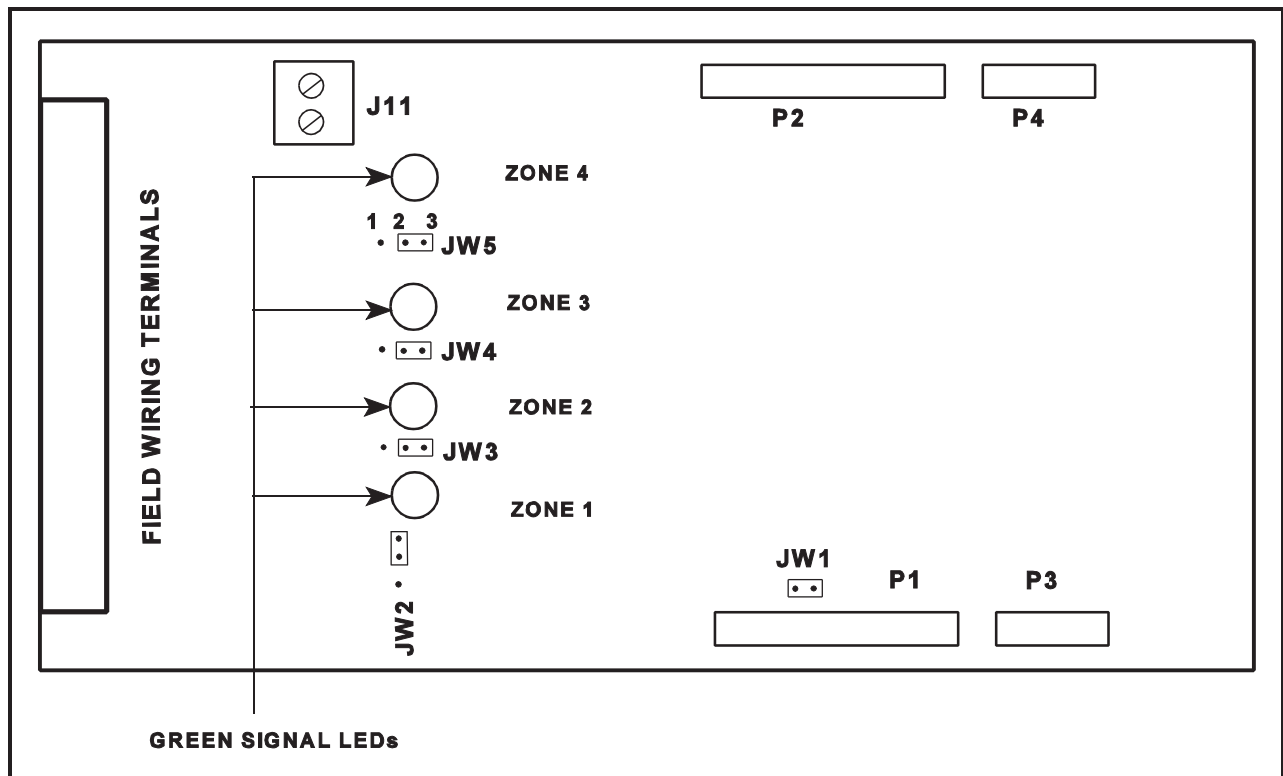 J11
P2
P4
ZONE 4
1 2 3
JW5
ZONE 3
JW4
ZONE 2
JW3
ZONE 1
JW2
JW1
P1
P3
FIELD WIRING TERMINALS
GREEN SIGNAL LEDs